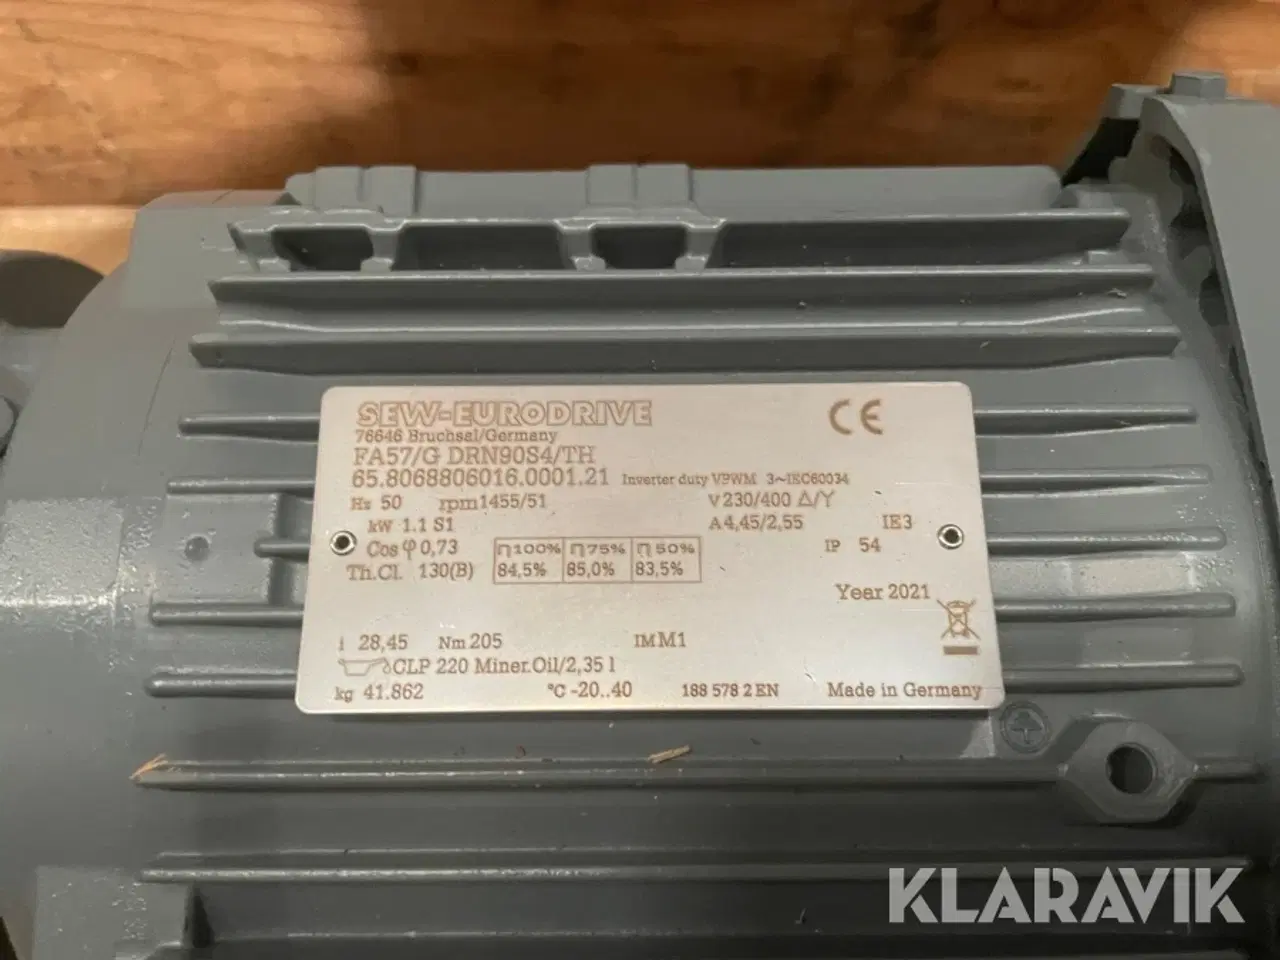 SEW-EURODRIVE
CE
76646 Bruchsal/Germany
FA57/G DRN90S4/TH
65.8068806016.0001.21 Inverter duty VPWM 3~IEC60034
Hz 50 rpm 1455/51 V 230/400 Δ/Y
kW 1.1 S1 A 4,45/2,55 IE3
Cos φ 0,73 η100% η75% η50% IP 54
Th.Cl. 130(B) 84,5% 85,0% 83,5%
Year 2021
i 28,45 Nm 205 IM M1
CLP 220 Miner.Oil/2,35 l
kg 41.862 °C -20..40 188 578 2 EN Made in Germany
KLARAVIK